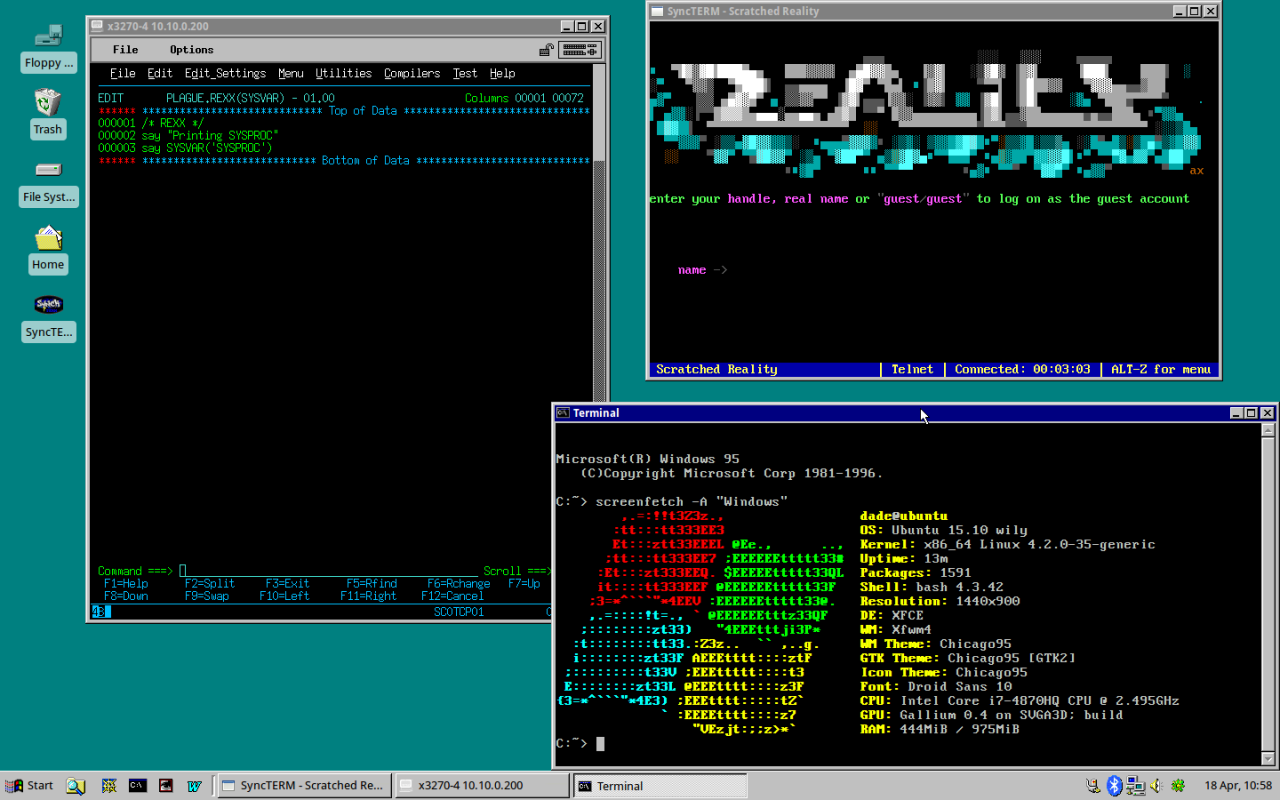 Floppy ...
Trash
File Syst...
Home
Synch
SyncTE...
x3270-4 10.10.0.200
File Options
File Edit Edit_Settings Menu Utilities Compilers Test Help
EDIT PLAGUE.REXX(SYSVAR) - 01.00 Columns 00001 00072
****** *************************** Top of Data ****************************
000001 /* REXX */
000002 say "Printing SYSPROC"
000003 say SYSVAR('SYSPROC')
****** ************************** Bottom of Data **************************
Command ===> Scroll ===>
F1=Help F2=Split F3=Exit F5=Rfind F6=Rchange F7=Up
F8=Down F9=Swap F10=Left F11=Right F12=Cancel
4B SC0TCP01
SyncTERM - Scratched Reality
REALITY
ax
enter your handle, real name or "guest/guest" to log on as the guest account
name ->
Scratched Reality | Telnet | Connected: 00:03:03 | ALT-Z for menu
Terminal
Microsoft(R) Windows 95
(C)Copyright Microsoft Corp 1981-1996.
C:~> screenfetch -A "Windows"
dade@ubuntu
OS: Ubuntu 15.10 wily
Kernel: x86_64 Linux 4.2.0-35-generic
Uptime: 13m
Packages: 1591
Shell: bash 4.3.42
Resolution: 1440x900
DE: XFCE
WM: Xfwm4
WM Theme: Chicago95
GTK Theme: Chicago95 [GTK2]
Icon Theme: Chicago95
Font: Droid Sans 10
CPU: Intel Core i7-4870HQ CPU @ 2.495GHz
GPU: Gallium 0.4 on SVGA3D; build
RAM: 444MiB / 975MiB
C:~>
Start
SyncTERM - Scratched Re...
x3270-4 10.10.0.200
Terminal
18 Apr, 10:58